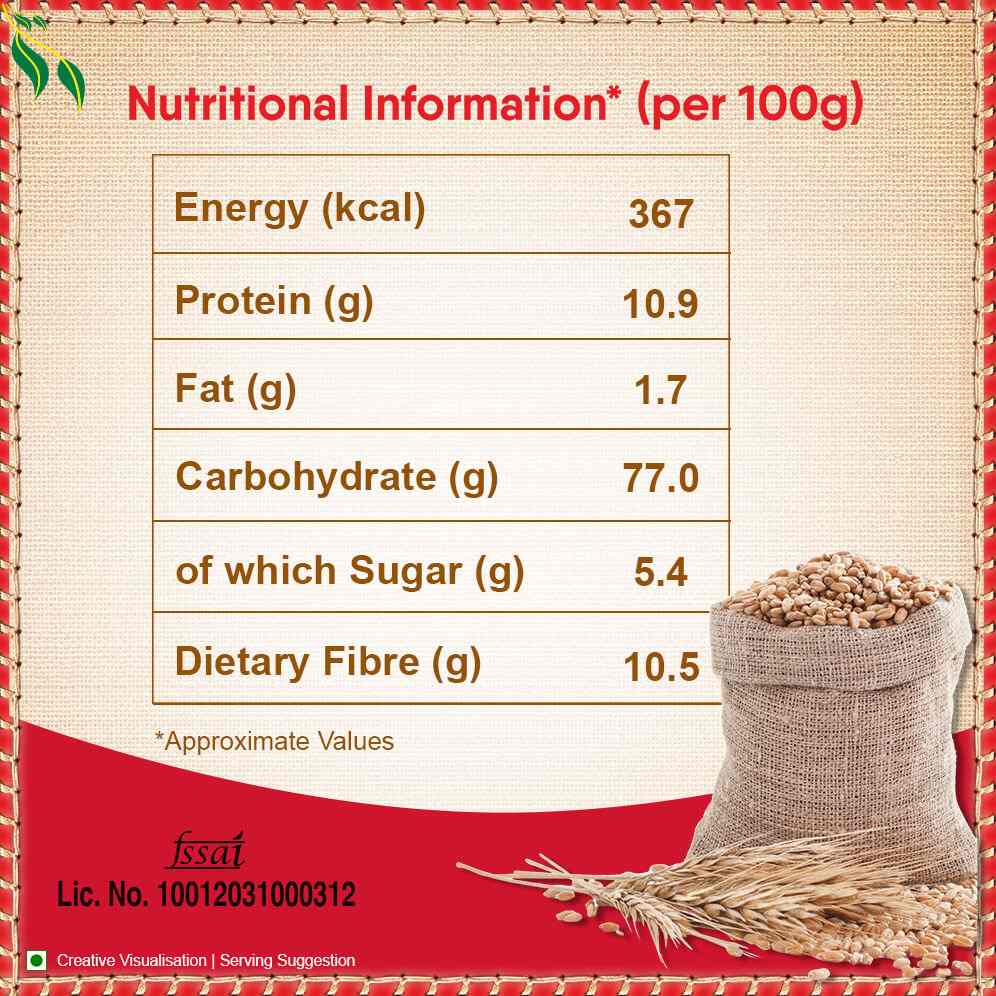 Nutritional Information* (per 100g)
Energy (kcal) 367
Protein (g) 10.9
Fat (g) 1.7
Carbohydrate (g) 77.0
of which Sugar (g) 5.4
Dietary Fibre (g) 10.5
*Approximate Values
fssai
Lic. No. 10012031000312
Creative Visualisation | Serving Suggestion